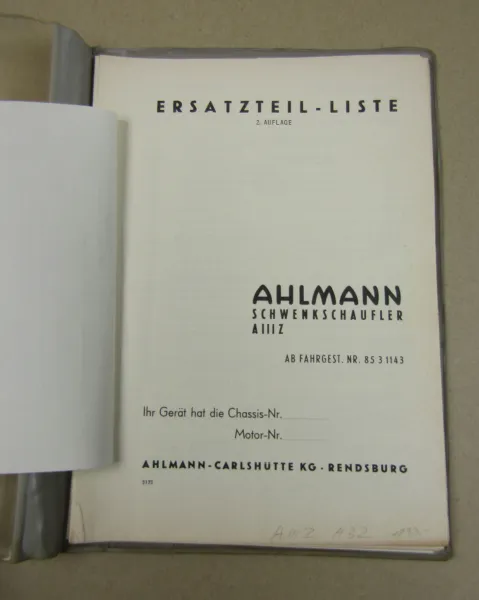 ERSATZTEIL-LISTE
2. AUFLAGE
AHLMANN
SCHWENKSCHAUFLER
A III Z
AB FAHRGEST. NR. 85 3 1143
Ihr Gerät hat die Chassis-Nr.
Motor-Nr.
AHLMANN-CARLSHÜTTE KG · RENDSBURG